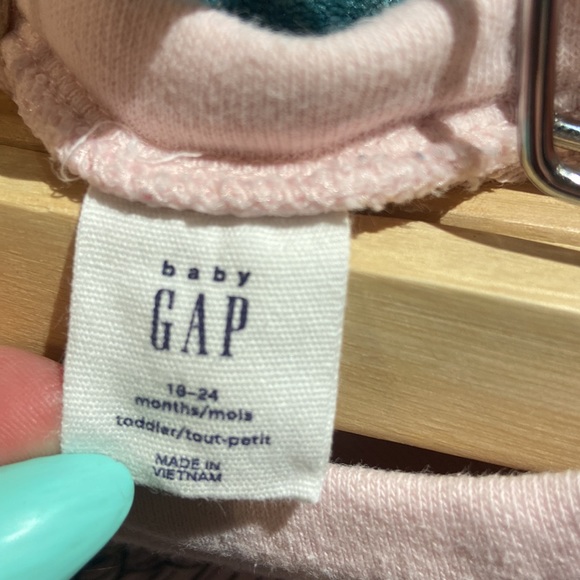 baby
GAP
18-24
months/mois
toddler/tout-petit
MADE IN
VIETNAM